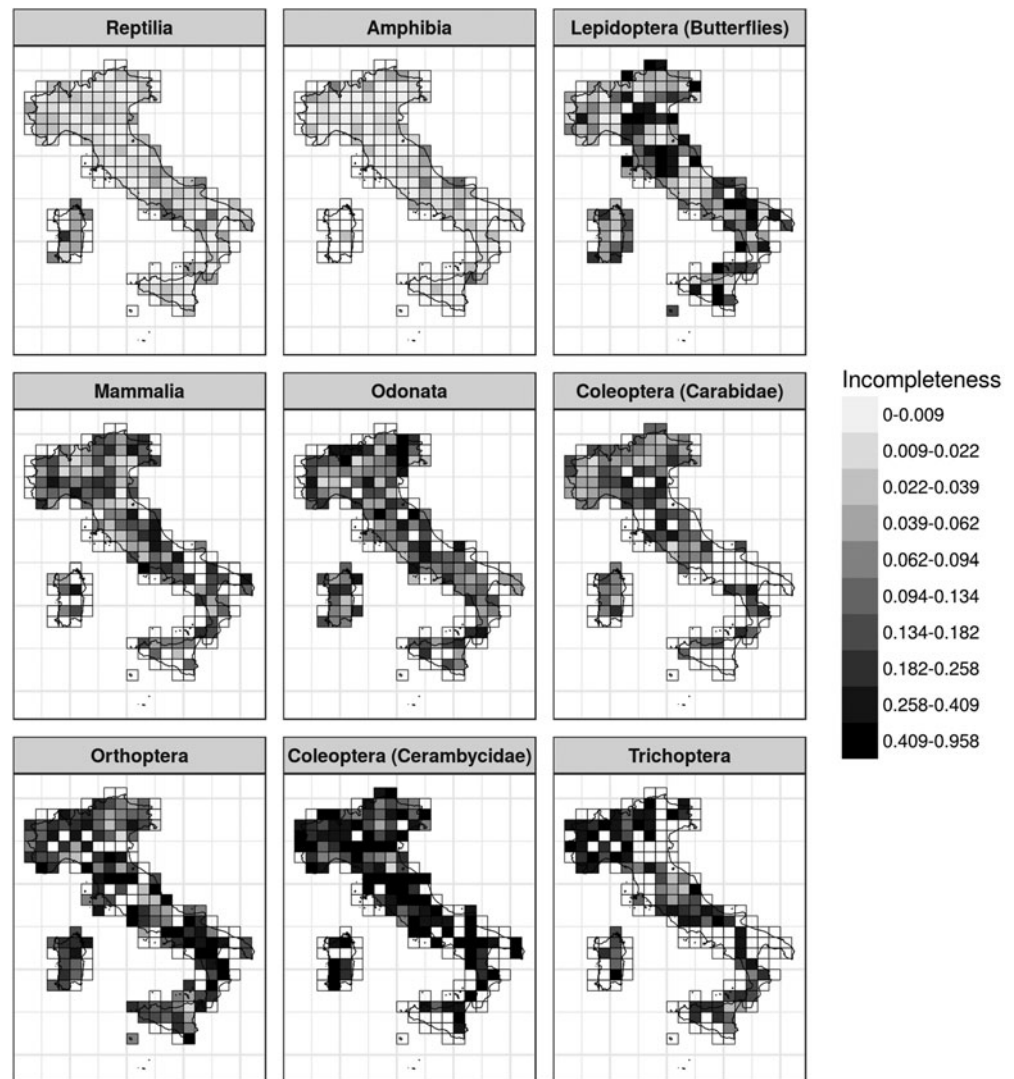 Reptilia
Amphibia
Lepidoptera (Butterflies)
Mammalia
Odonata
Coleoptera (Carabidae)
Orthoptera
Coleoptera (Cerambycidae)
Trichoptera
Incompleteness
0-0.009
0.009-0.022
0.022-0.039
0.039-0.062
0.062-0.094
0.094-0.134
0.134-0.182
0.182-0.258
0.258-0.409
0.409-0.958